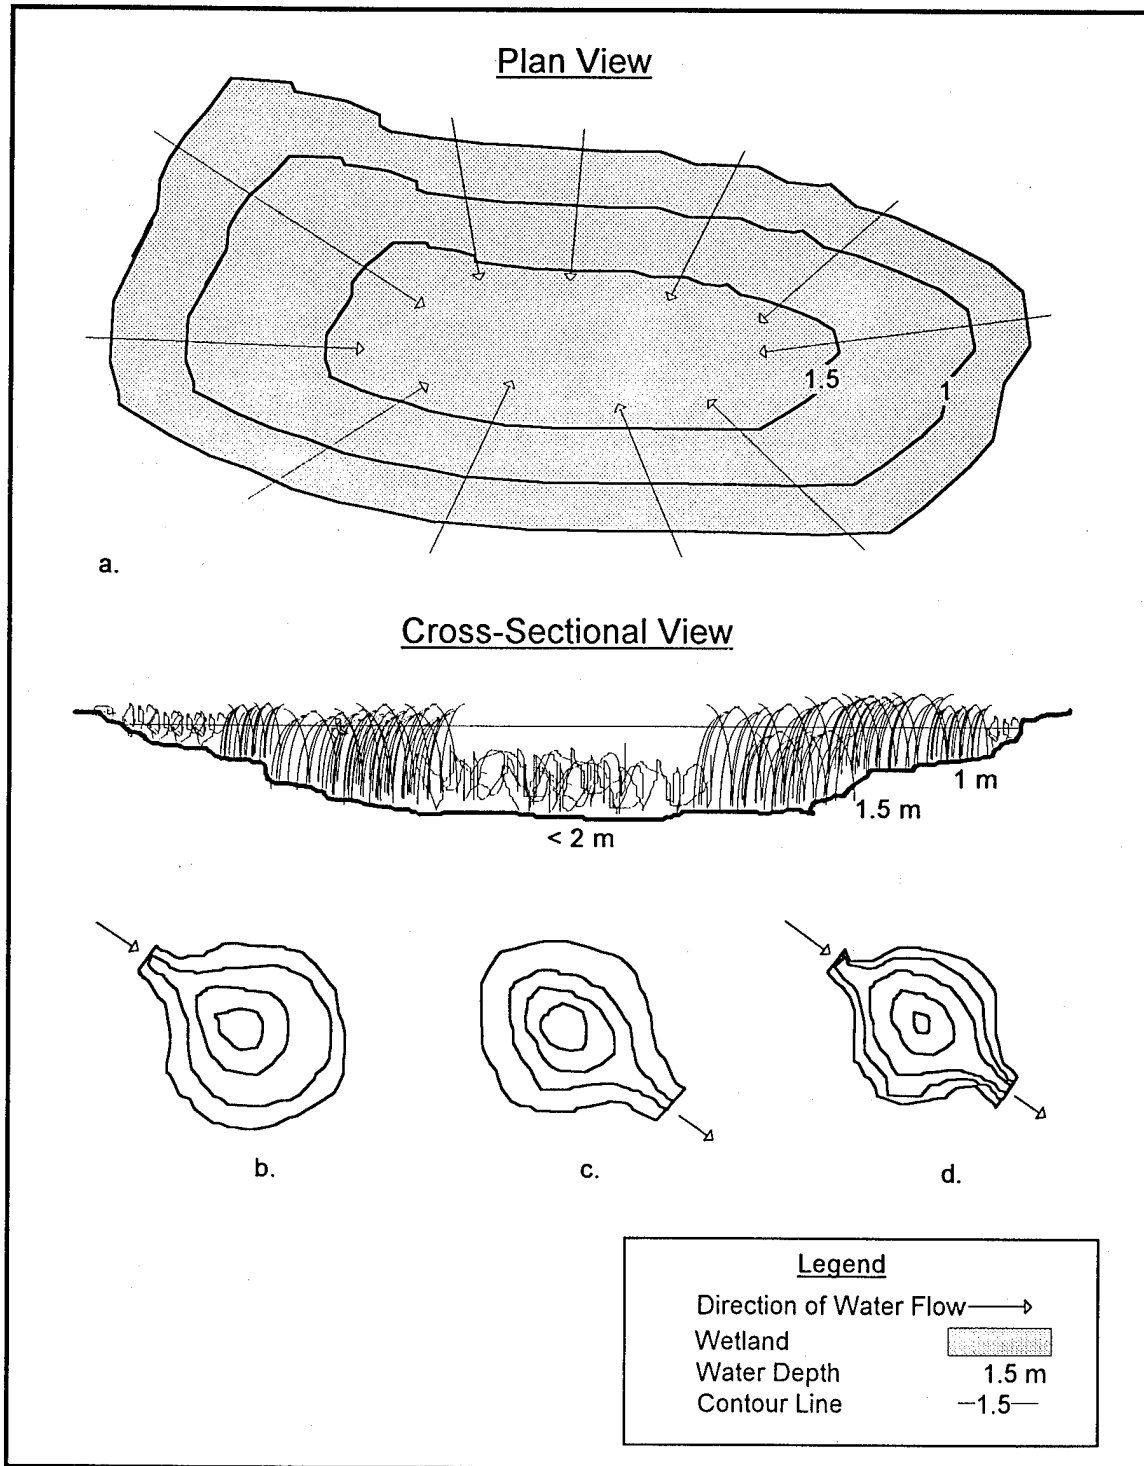 Plan View
1.5
1
a.
Cross-Sectional View
1 m
1.5 m
< 2 m
b.
c.
d.
Legend
Direction of Water Flow
Wetland
Water Depth 1.5 m
Contour Line 1.5